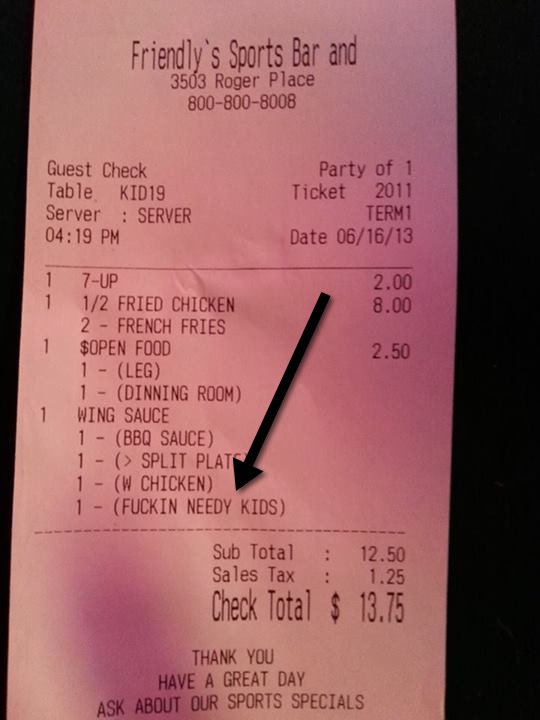 Friendly`s Sports Bar and
3503 Roger Place
800-800-8008
Guest Check Party of 1
Table KID19 Ticket 2011
Server : SERVER TERM1
04:19 PM Date 06/16/13
1 7-UP 2.00
1 1/2 FRIED CHICKEN 8.00
2 - FRENCH FRIES
1 $OPEN FOOD 2.50
1 - (LEG)
1 - (DINNING ROOM)
1 WING SAUCE
1 - (BBQ SAUCE)
1 - (> SPLIT PLATE
1 - (W CHICKEN)
1 - (FUCKIN NEEDY KIDS)
Sub Total : 12.50
Sales Tax : 1.25
Check Total $ 13.75
THANK YOU
HAVE A GREAT DAY
ASK ABOUT OUR SPORTS SPECIALS